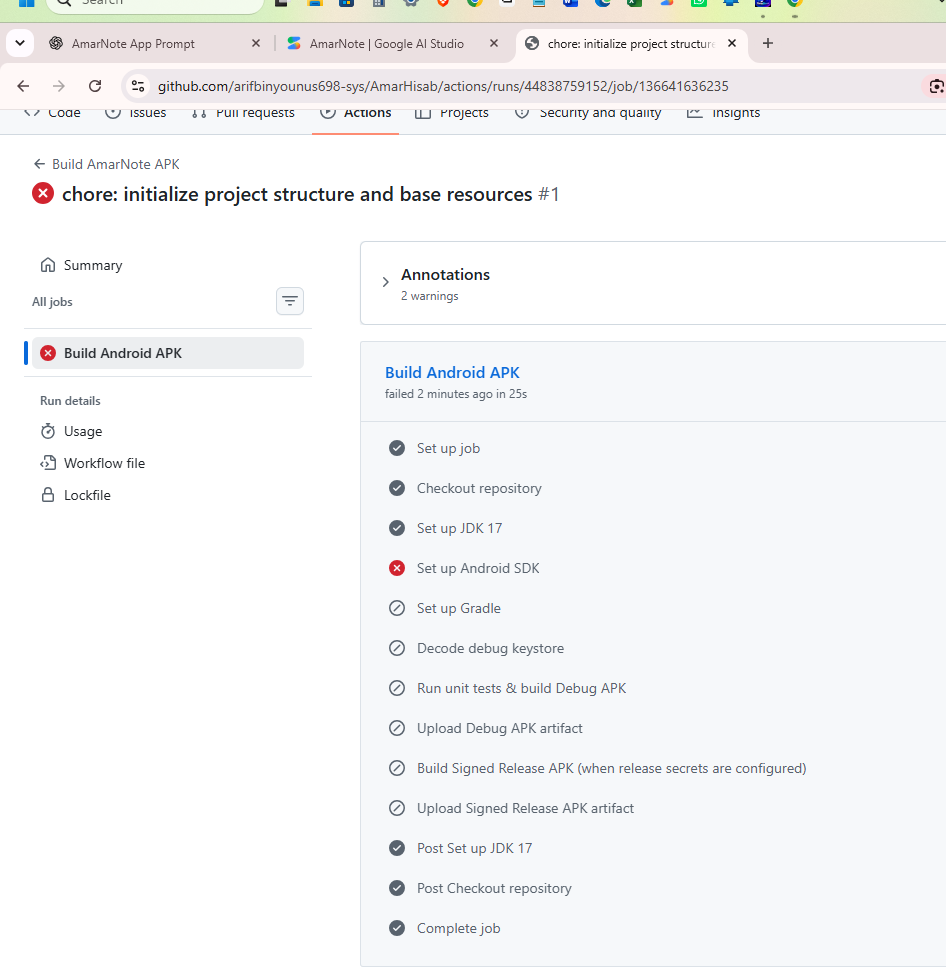 Search
AmarNote App Prompt
AmarNote | Google AI Studio
chore: initialize project structure
github.com/arifbinyounus698-sys/AmarHisab/actions/runs/44838759152/job/136641636235
Code
Issues
Pull requests
Actions
Projects
Security and quality
Insights
Build AmarNote APK
chore: initialize project structure and base resources #1
Summary
All jobs
Build Android APK
Run details
Usage
Workflow file
Lockfile
Annotations
2 warnings
Build Android APK
failed 2 minutes ago in 25s
Set up job
Checkout repository
Set up JDK 17
Set up Android SDK
Set up Gradle
Decode debug keystore
Run unit tests & build Debug APK
Upload Debug APK artifact
Build Signed Release APK (when release secrets are configured)
Upload Signed Release APK artifact
Post Set up JDK 17
Post Checkout repository
Complete job